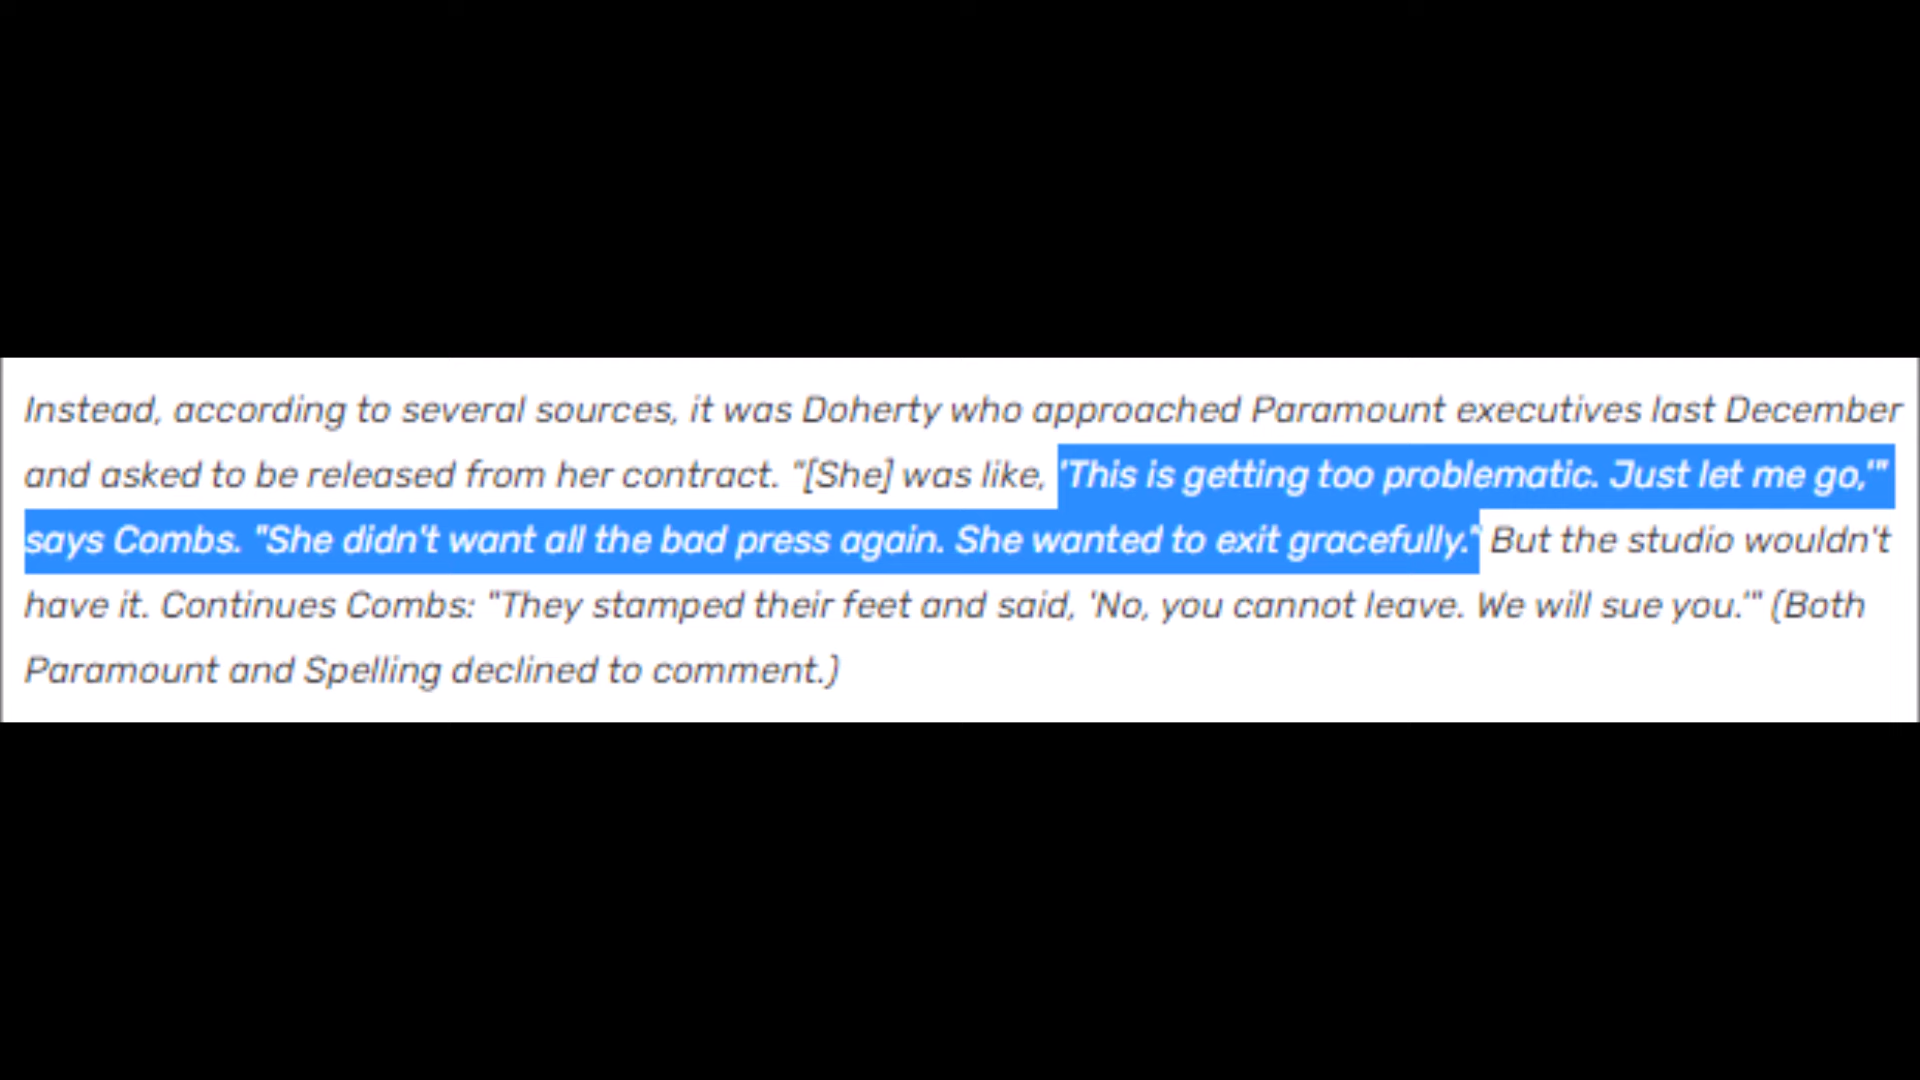 Instead, according to several sources, it was Doherty who approached Paramount executives last December
and asked to be released from her contract. "[She] was like, 'This is getting too problematic. Just let me go,'"
says Combs. "She didn't want all the bad press again. She wanted to exit gracefully." But the studio wouldn't
have it. Continues Combs: "They stamped their feet and said, 'No, you cannot leave. We will sue you.'" (Both
Paramount and Spelling declined to comment.)